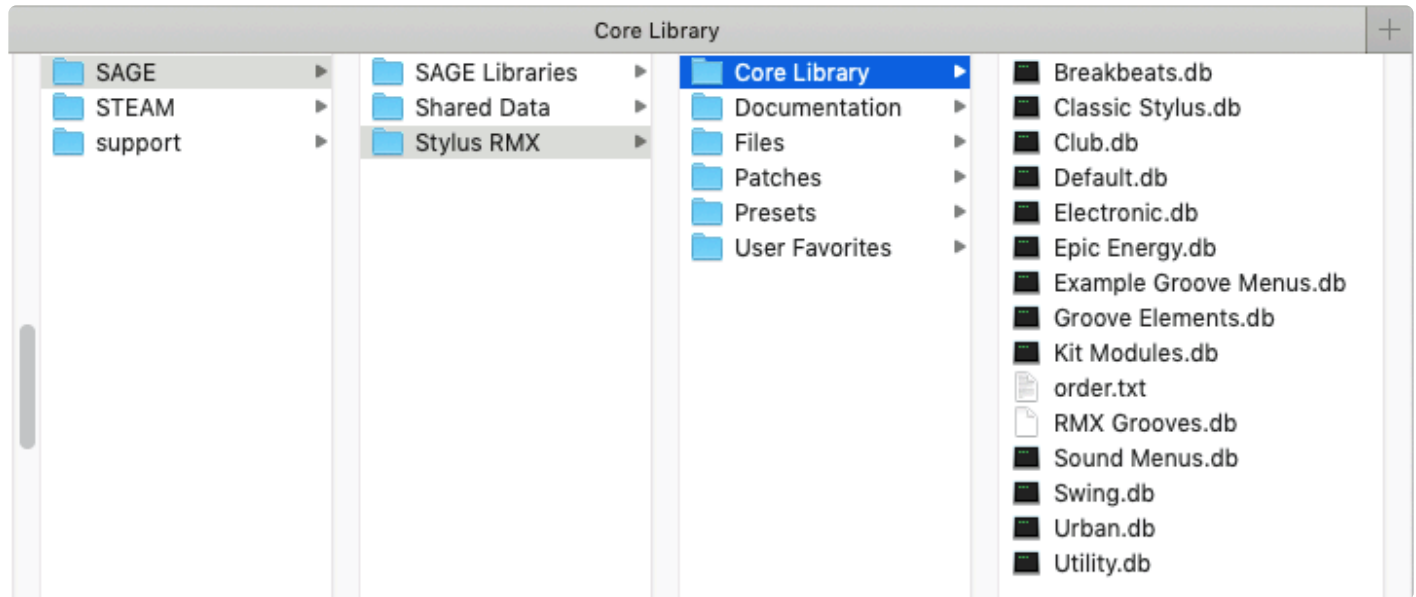 Core Library
SAGE
STEAM
support
SAGE Libraries
Shared Data
Stylus RMX
Core Library
Documentation
Files
Patches
Presets
User Favorites
Breakbeats.db
Classic Stylus.db
Club.db
Default.db
Electronic.db
Epic Energy.db
Example Groove Menus.db
Groove Elements.db
Kit Modules.db
order.txt
RMX Grooves.db
Sound Menus.db
Swing.db
Urban.db
Utility.db